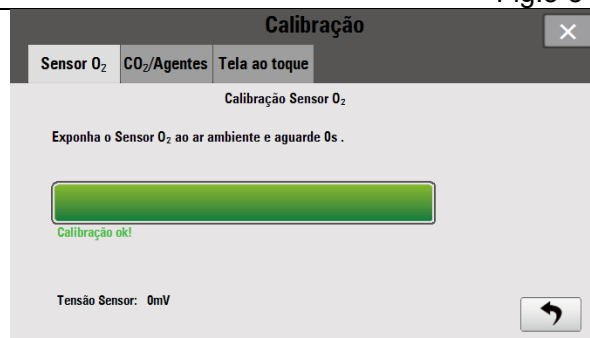 Calibração
Sensor O₂ CO₂/Agentes Tela ao toque
Calibração Sensor O₂
Exponha o Sensor O₂ ao ar ambiente e aguarde 0s .
Calibração ok!
Tensão Sensor: 0mV